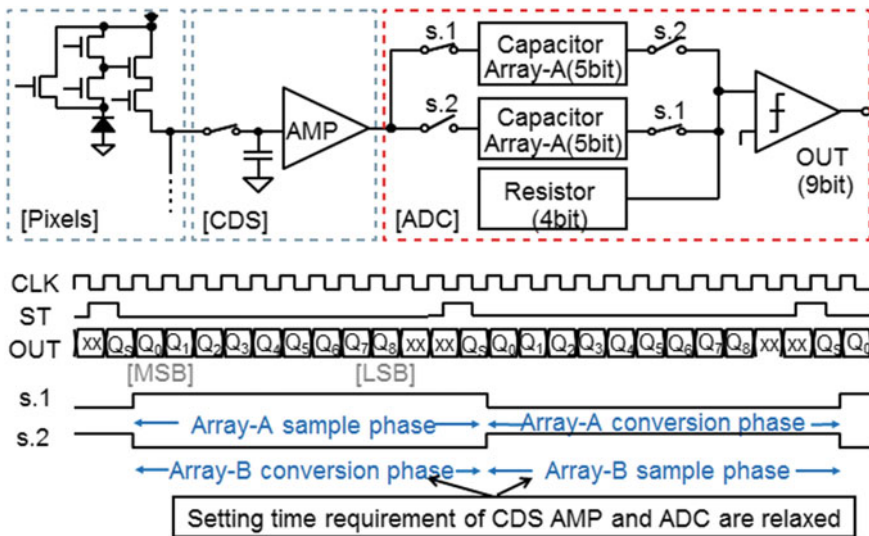 s.1
Capacitor
Array-A(5bit)
s.2
AMP
s.2
Capacitor
Array-A(5bit)
s.1
Resistor
(4bit)
OUT
(9bit)
[Pixels]
[CDS]
[ADC]
CLK
ST
OUT XX Qs Q0 Q1 Q2 Q3 Q4 Q5 Q6 Q7 Q8 XX XX Qs Q0 Q1 Q2 Q3 Q4 Q5 Q6 Q7 Q8 XX XX Qs Q0
[MSB] [LSB]
s.1
Array-A sample phase Array-A conversion phase
s.2
Array-B conversion phase Array-B sample phase
Setting time requirement of CDS AMP and ADC are relaxed